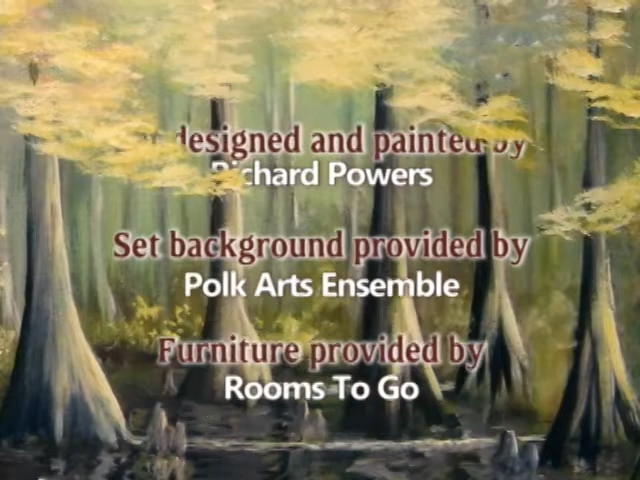 designed and painted by
Richard Powers
Set background provided by
Polk Arts Ensemble
Furniture provided by
Rooms To Go